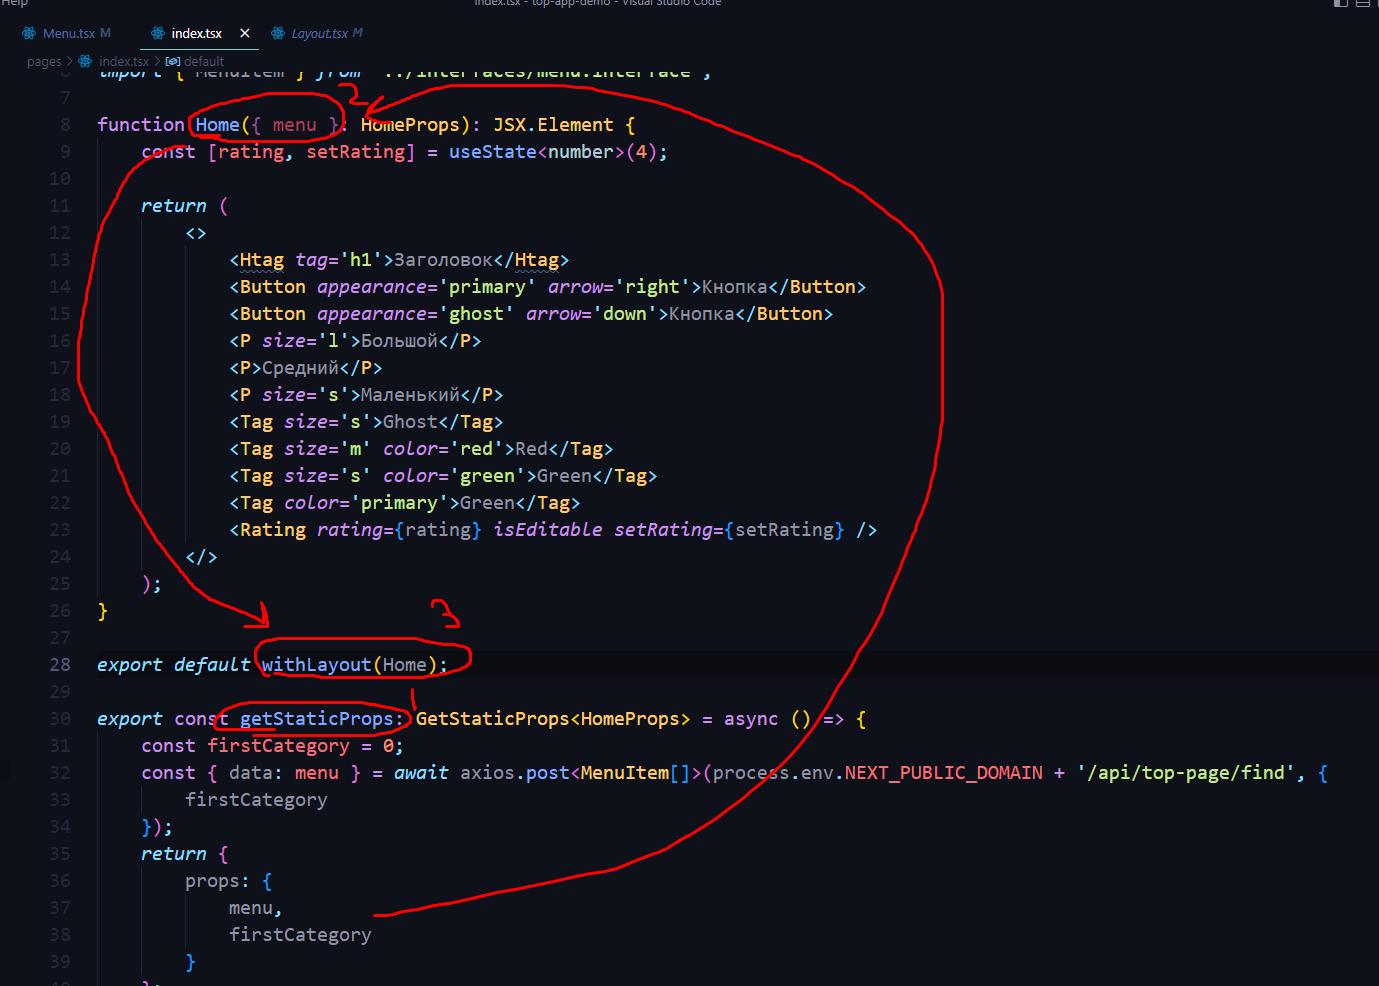 Help
index.tsx - top-app-demo - Visual Studio Code
Menu.tsx M index.tsx × Layout.tsx M
pages > index.tsx > default
6 import { MenuItem } from '../interfaces/menu.interface';
7
2
8 function Home({ menu }: HomeProps): JSX.Element {
9 const [rating, setRating] = useState<number>(4);
10
11 return (
12 <>
13 <Htag tag='h1'>Заголовок</Htag>
14 <Button appearance='primary' arrow='right'>Кнопка</Button>
15 <Button appearance='ghost' arrow='down'>Кнопка</Button>
16 <P size='l'>Большой</P>
17 <P>Средний</P>
18 <P size='s'>Маленький</P>
19 <Tag size='s'>Ghost</Tag>
20 <Tag size='m' color='red'>Red</Tag>
21 <Tag size='s' color='green'>Green</Tag>
22 <Tag color='primary'>Green</Tag>
23 <Rating rating={rating} isEditable setRating={setRating} />
24 </>
25 );
26 }
27
3
28 export default withLayout(Home);
29
1
30 export const getStaticProps: GetStaticProps<HomeProps> = async () => {
31 const firstCategory = 0;
32 const { data: menu } = await axios.post<MenuItem[]>(process.env.NEXT_PUBLIC_DOMAIN + '/api/top-page/find', {
33 firstCategory
34 });
35 return {
36 props: {
37 menu,
38 firstCategory
39 }
40 };